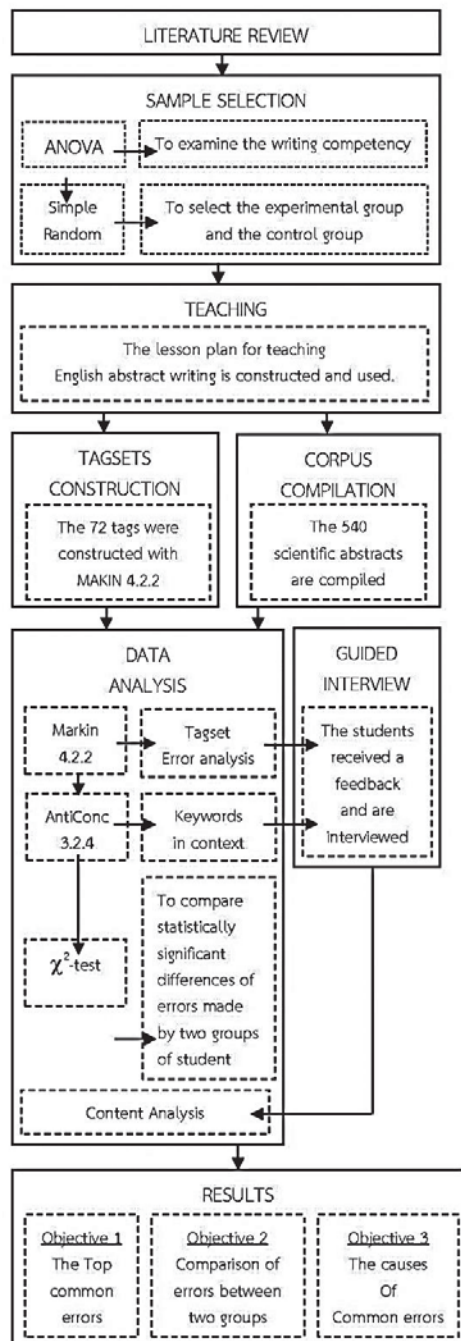 LITERATURE REVIEW
SAMPLE SELECTION
ANOVA
To examine the writing competency
Simple
Random
To select the experimental group
and the control group
TEACHING
The lesson plan for teaching
English abstract writing is constructed and used.
TAGSETS
CONSTRUCTION
The 72 tags were
constructed with
MAKIN 4.2.2
CORPUS
COMPILATION
The 540
scientific abstracts
are compiled
DATA
ANALYSIS
Markin
4.2.2
Tagset
Error analysis
AntiConc
3.2.4
Keywords
in context
χ²-test
To compare
statistically
significant
differences of
errors made
by two groups
of student
Content Analysis
GUIDED
INTERVIEW
The students
received a
feedback
and are
interviewed
RESULTS
Objective 1
The Top
common
errors
Objective 2
Comparison of
errors between
two groups
Objective 3
The causes
Of
Common errors